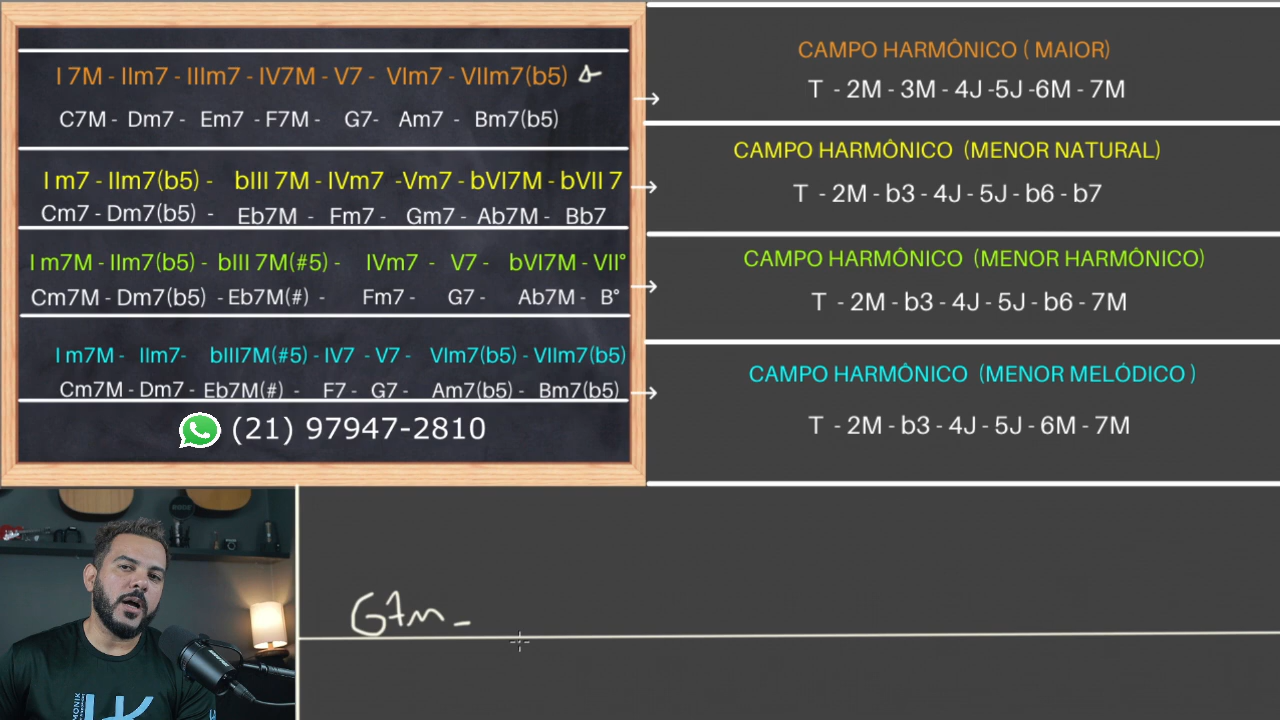 I 7M - IIm7 - IIIm7 - IV7M - V7 - VIm7 - VIIm7(b5)
C7M - Dm7 - Em7 - F7M - G7- Am7 - Bm7(b5)
I m7 - IIm7(b5) - bIII 7M - IVm7 -Vm7 - bVI7M - bVII 7
Cm7 - Dm7(b5) - Eb7M - Fm7 - Gm7 - Ab7M - Bb7
I m7M - IIm7(b5) - bIII 7M(#5) - IVm7 - V7 - bVI7M - VII°
Cm7M - Dm7(b5) - Eb7M(#) - Fm7 - G7 - Ab7M - B°
I m7M - IIm7- bIII7M(#5) - IV7 - V7 - VIm7(b5) - VIIm7(b5)
Cm7M - Dm7 - Eb7M(#) - F7 - G7 - Am7(b5) - Bm7(b5)
(21) 97947-2810
CAMPO HARMÔNICO ( MAIOR)
T - 2M - 3M - 4J -5J -6M - 7M
CAMPO HARMÔNICO (MENOR NATURAL)
T - 2M - b3 - 4J - 5J - b6 - b7
CAMPO HARMÔNICO (MENOR HARMÔNICO)
T - 2M - b3 - 4J - 5J - b6 - 7M
CAMPO HARMÔNICO (MENOR MELÓDICO )
T - 2M - b3 - 4J - 5J - 6M - 7M
G7M -